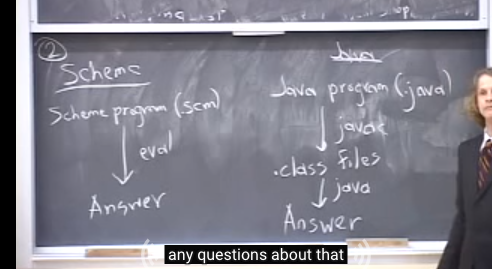 ②
Scheme
Scheme program (.scm)
eval
Answer
Java
Java program (.java)
javac
.class files
java
Answer
any questions about that